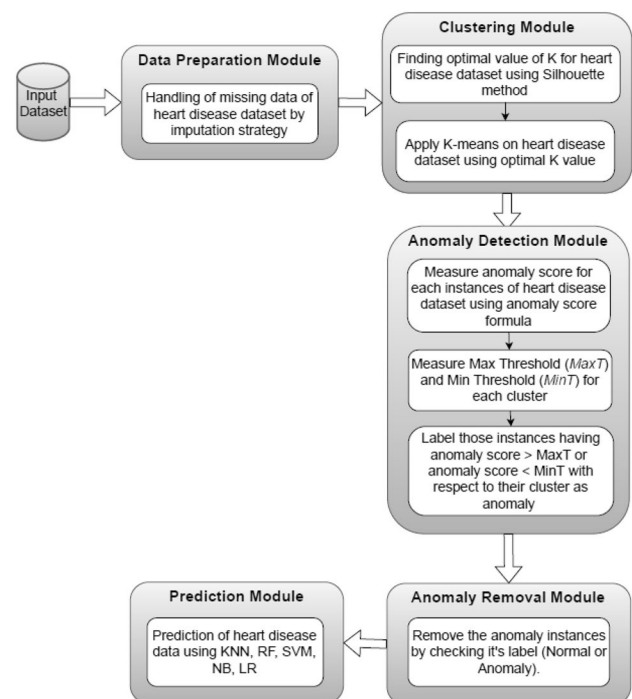 Input
Dataset
Data Preparation Module
Handling of missing data of
heart disease dataset by
imputation strategy
Clustering Module
Finding optimal value of K for heart
disease dataset using Silhouette
method
Apply K-means on heart disease
dataset using optimal K value
Anomaly Detection Module
Measure anomaly score for
each instances of heart disease
dataset using anomaly score
formula
Measure Max Threshold (MaxT)
and Min Threshold (MinT) for
each cluster
Label those instances having
anomaly score > MaxT or
anomaly score < MinT with
respect to their cluster as
anomaly
Anomaly Removal Module
Remove the anomaly instances
by checking it's label (Normal or
Anomaly).
Prediction Module
Prediction of heart disease
data using KNN, RF, SVM,
NB, LR